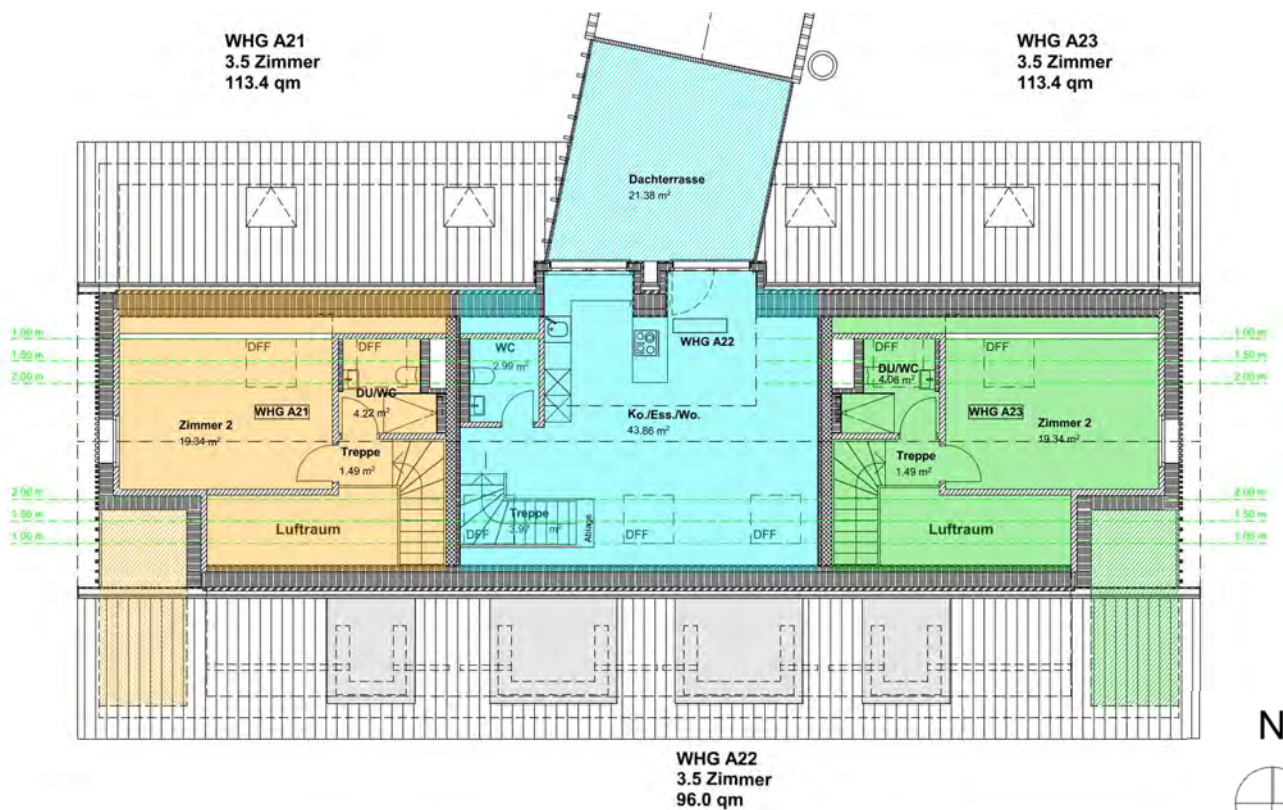 WHG A21
3.5 Zimmer
113.4 qm
WHG A23
3.5 Zimmer
113.4 qm
Dachterrasse
21.38 m²
1.00 m
1.50 m
2.00 m
DFF
DFF
DU/WC
4.22 m²
WHG A21
Zimmer 2
19.34 m²
Treppe
1.49 m²
Luftraum
2.00 m
1.50 m
1.00 m
WC
2.99 m²
WHG A22
Ko./Ess./Wo.
43.86 m²
Treppe
m²
Ablage
DFF
DFF
DFF
DFF
DFF
DU/WC
4.06 m²
WHG A23
Zimmer 2
19.34 m²
Treppe
1.49 m²
Luftraum
1.00 m
1.50 m
2.00 m
2.00 m
1.50 m
1.00 m
WHG A22
3.5 Zimmer
96.0 qm
N